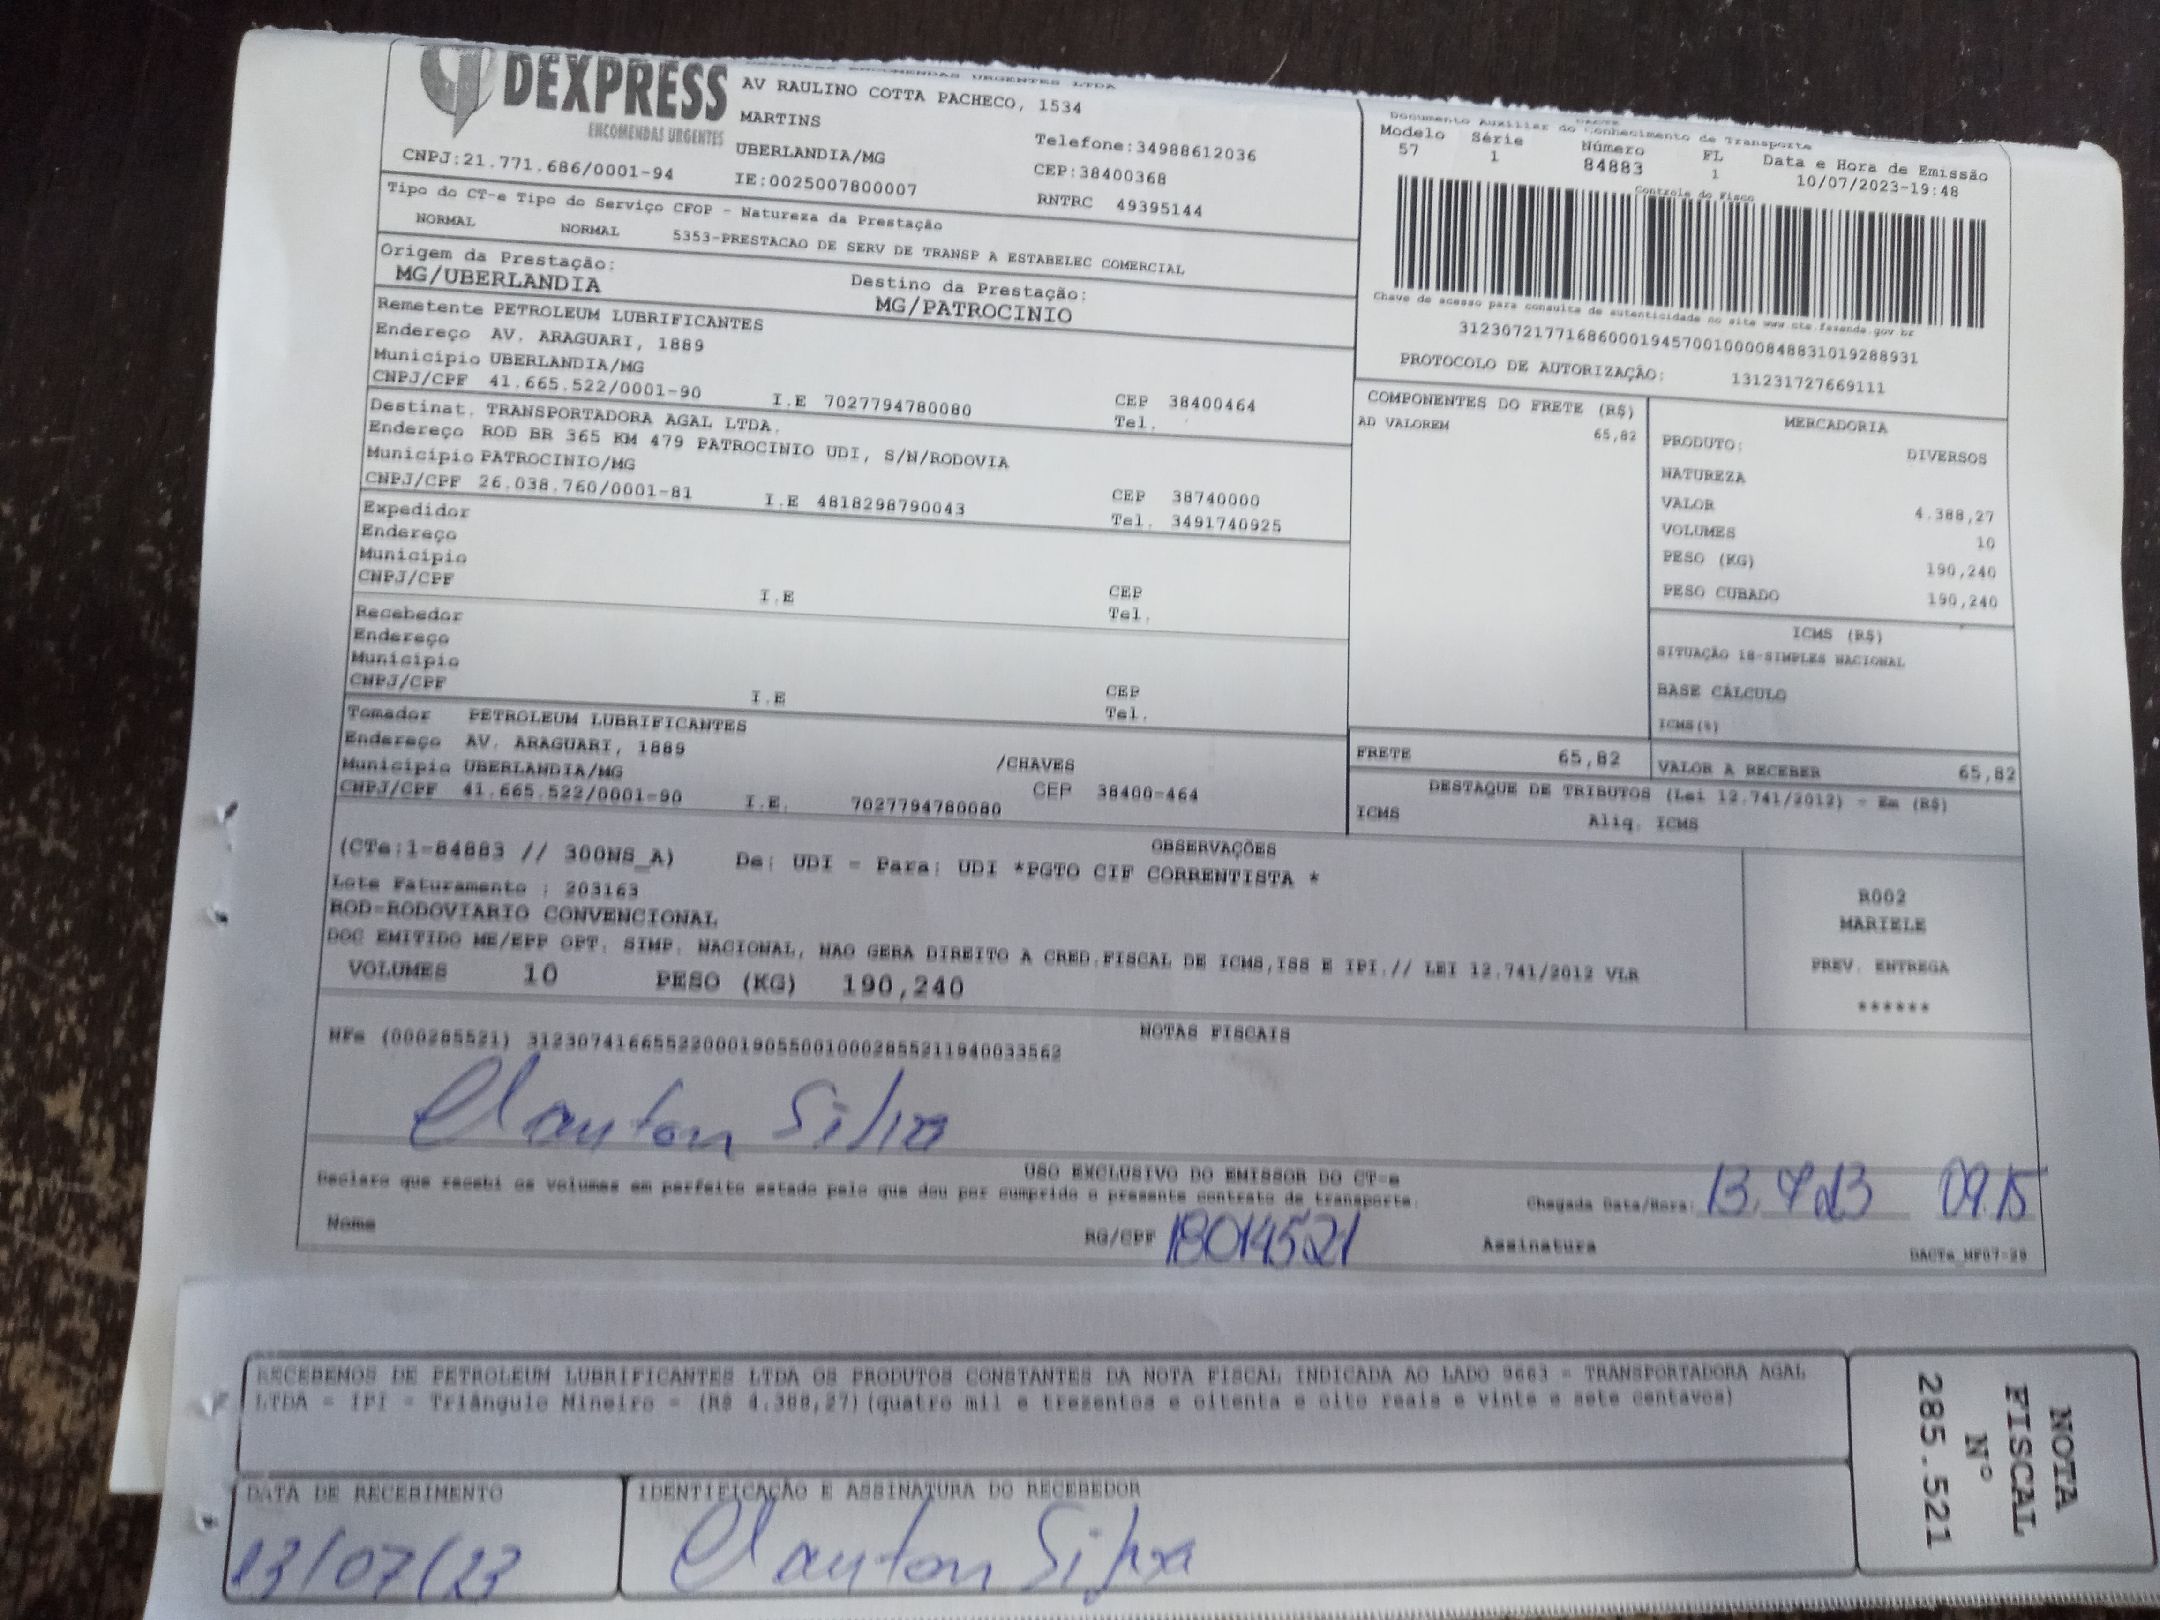 DEXPRESS
ENCOMENDAS URGENTES
CNPJ:21.771.686/0001-94
ENCOMENDAS URGENTES LTDA
AV RAULINO COTTA PACHECO, 1534
MARTINS
UBERLANDIA/MG
IE:0025007800007
Telefone:34988612036
CEP:38400368
RNTRC 49395144
DACTE
Documento Auxiliar do Conhecimento de Transporte
Modelo Série Número FL Data e Hora de Emissão
57 1 84883 1 10/07/2023-19:48
Controle do Fisco
Chave de acesso para consulta de autenticidade no site www.cte.fazenda.gov.br
31230721771686000194570010000848831019288931
PROTOCOLO DE AUTORIZAÇÃO: 131231727669111
Tipo do CT-e Tipo do Serviço CFOP - Natureza da Prestação
NORMAL NORMAL 5353-PRESTACAO DE SERV DE TRANSP A ESTABELEC COMERCIAL
Origem da Prestação: Destino da Prestação:
MG/UBERLANDIA MG/PATROCINIO
Remetente PETROLEUM LUBRIFICANTES
Endereço AV. ARAGUARI, 1889
Município UBERLANDIA/MG CEP 38400464
CNPJ/CPF 41.665.522/0001-90 I.E 7027794780080 Tel.
Destinat. TRANSPORTADORA AGAL LTDA.
Endereço ROD BR 365 KM 479 PATROCINIO UDI, S/N/RODOVIA
Município PATROCINIO/MG CEP 38740000
CNPJ/CPF 26.038.760/0001-81 I.E 4818298790043 Tel. 3491740925
Expedidor
Endereço
Município CEP
CNPJ/CPF I.E Tel.
Recebedor
Endereço
Município CEP
CNPJ/CPF I.E Tel.
Tomador PETROLEUM LUBRIFICANTES
Endereço AV. ARAGUARI, 1889 /CHAVES
Município UBERLANDIA/MG CEP 38400-464
CNPJ/CPF 41.665.522/0001-90 I.E. 7027794780080
COMPONENTES DO FRETE (R$)
AD VALOREM 65,82
FRETE 65,82
MERCADORIA
PRODUTO: DIVERSOS
NATUREZA
VALOR 4.388,27
VOLUMES 10
PESO (KG) 190,240
PESO CUBADO 190,240
ICMS (R$)
SITUAÇÃO 18-SIMPLES NACIONAL
BASE CÁLCULO
ICMS(%)
VALOR A RECEBER 65,82
DESTAQUE DE TRIBUTOS (Lei 12.741/2012) - Em (R$)
ICMS Aliq. ICMS
OBSERVAÇÕES
(CTe:1-84883 // 300NS_A) De: UDI - Para: UDI *PGTO CIF CORRENTISTA *
Lote Faturamento : 203163
ROD-RODOVIARIO CONVENCIONAL
DOC EMITIDO ME/EPP OPT. SIMP. NACIONAL, NAO GERA DIREITO A CRED.FISCAL DE ICMS,ISS E IPI.// LEI 12.741/2012 VLR
VOLUMES 10 PESO (KG) 190,240
R002
MARIELE
PREV. ENTREGA
******
NOTAS FISCAIS
NFe (000285521) 31230741665522000190550010002855211940033562
Clayton Silva
USO EXCLUSIVO DO EMISSOR DO CT-e
Declaro que recebi os volumes em perfeito estado pelo que dou por cumprido o presente contrato de transporte.
Chegada Data/Hora: 13.7 23 09:15
Nome RG/CPF 18014521 Assinatura
DACTe_MF07-20
RECEBEMOS DE PETROLEUM LUBRIFICANTES LTDA OS PRODUTOS CONSTANTES DA NOTA FISCAL INDICADA AO LADO 9663 - TRANSPORTADORA AGAL
LTDA - IPI - Triângulo Mineiro - (R$ 4.388,27)(quatro mil e trezentos e oitenta e oito reais e vinte e sete centavos)
DATA DE RECEBIMENTO
13/07/23
IDENTIFICAÇÃO E ASSINATURA DO RECEBEDOR
Clayton Silva
NOTA
FISCAL
Nº
285.521